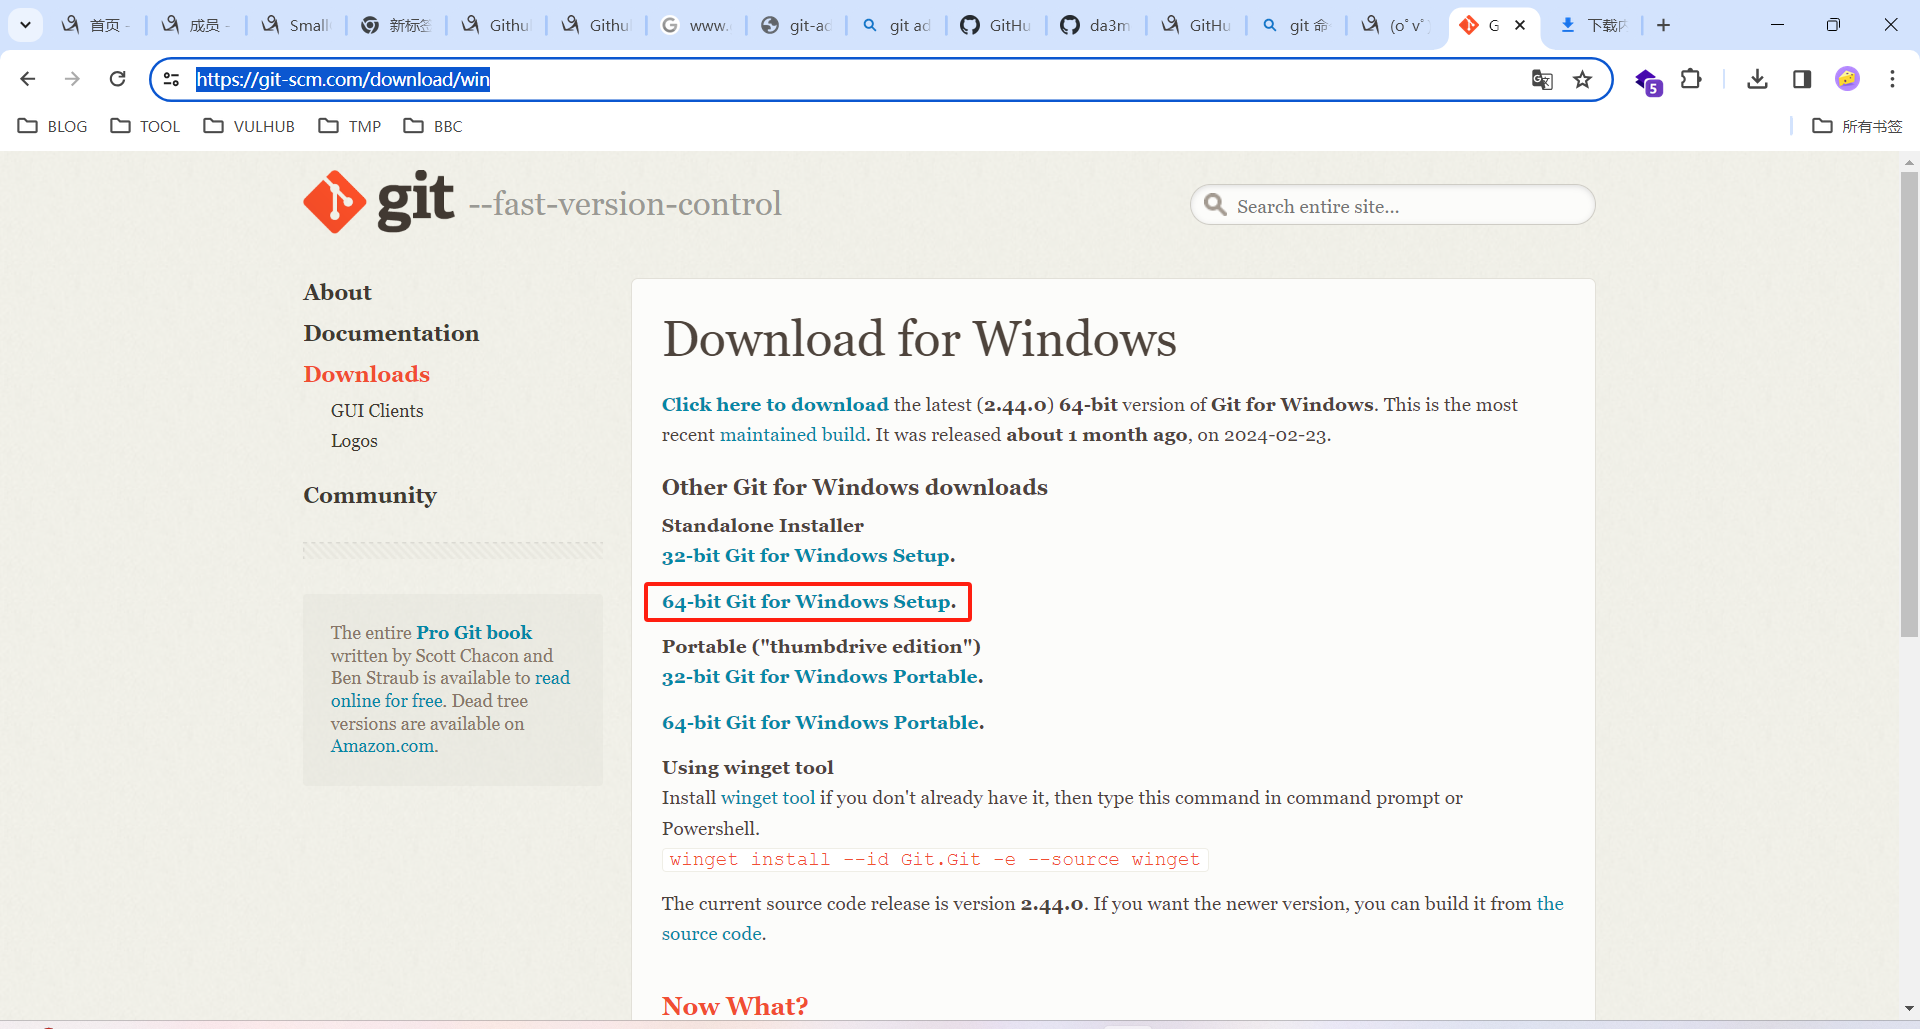 首页 -
成员 -
Small
新标签
Githu
Githu
www.
git-ad
git ad
GitHu
da3m
GitHu
git 命
(oﾟvﾟ)
G
下载内
https://git-scm.com/download/win
5
BLOG
TOOL
VULHUB
TMP
BBC
所有书签
git --fast-version-control
Search entire site...
About
Documentation
Downloads
GUI Clients
Logos
Community
The entire Pro Git book
written by Scott Chacon and
Ben Straub is available to read
online for free. Dead tree
versions are available on
Amazon.com.
Download for Windows
Click here to download the latest (2.44.0) 64-bit version of Git for Windows. This is the most
recent maintained build. It was released about 1 month ago, on 2024-02-23.
Other Git for Windows downloads
Standalone Installer
32-bit Git for Windows Setup.
64-bit Git for Windows Setup.
Portable ("thumbdrive edition")
32-bit Git for Windows Portable.
64-bit Git for Windows Portable.
Using winget tool
Install winget tool if you don't already have it, then type this command in command prompt or
Powershell.
winget install --id Git.Git -e --source winget
The current source code release is version 2.44.0. If you want the newer version, you can build it from the
source code.
Now What?